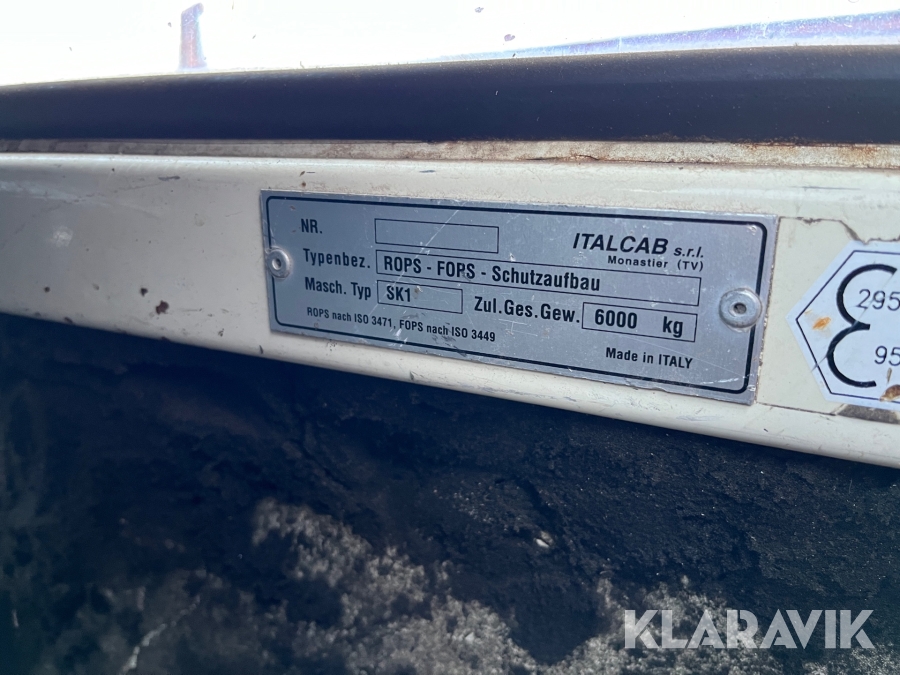 NR.
ITALCAB s.r.l.
Monastier (TV)
Typenbez. ROPS - FOPS - Schutzaufbau
Masch. Typ SK1 Zul.Ges.Gew. 6000 kg
ROPS nach ISO 3471, FOPS nach ISO 3449
Made in ITALY
295
95
KLARAVIK